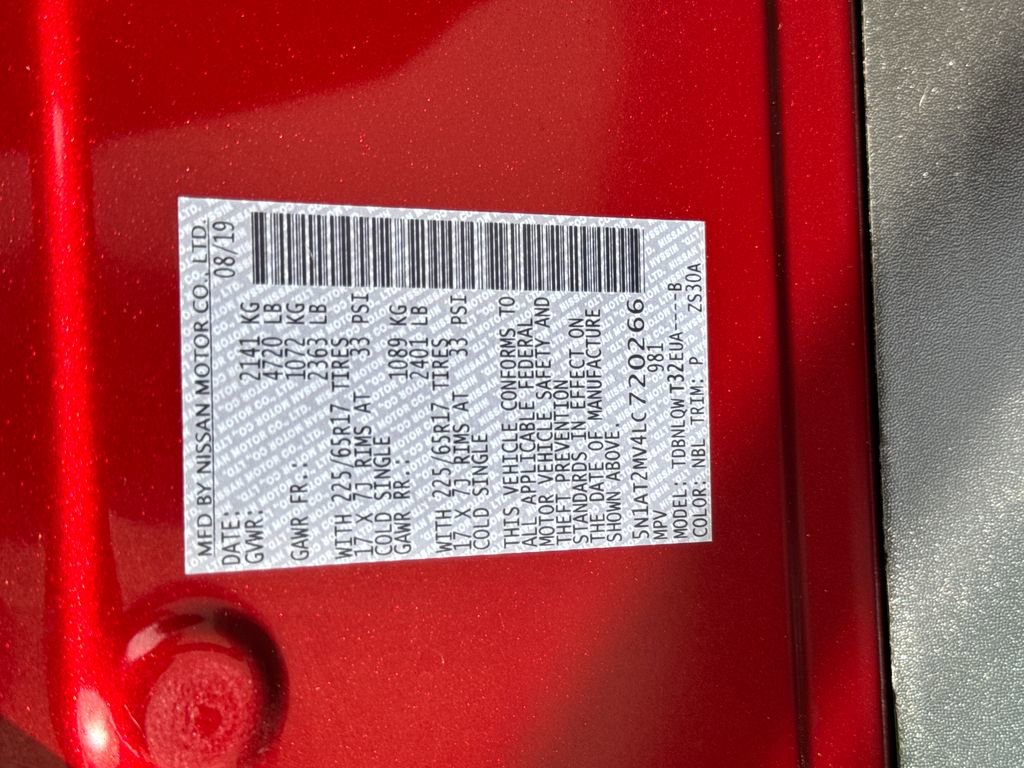 MFD BY NISSAN MOTOR CO., LTD.
DATE: 08/19
GVWR: 2141 KG
4720 LB
GAWR FR.: 1072 KG
2363 LB
WITH 225/65R17 TIRES
17 X 7J RIMS AT 33 PSI
COLD SINGLE
GAWR RR.: 1089 KG
2401 LB
WITH 225/65R17 TIRES
17 X 7J RIMS AT 33 PSI
COLD SINGLE
THIS VEHICLE CONFORMS TO
ALL APPLICABLE FEDERAL
MOTOR VEHICLE SAFETY AND
THEFT PREVENTION
STANDARDS IN EFFECT ON
THE DATE OF MANUFACTURE
SHOWN ABOVE.
5N1AT2MV4LC720266
MPV 981
MODEL: TDBNLQW T32EUA----B
COLOR: NBL TRIM: P ZS30A